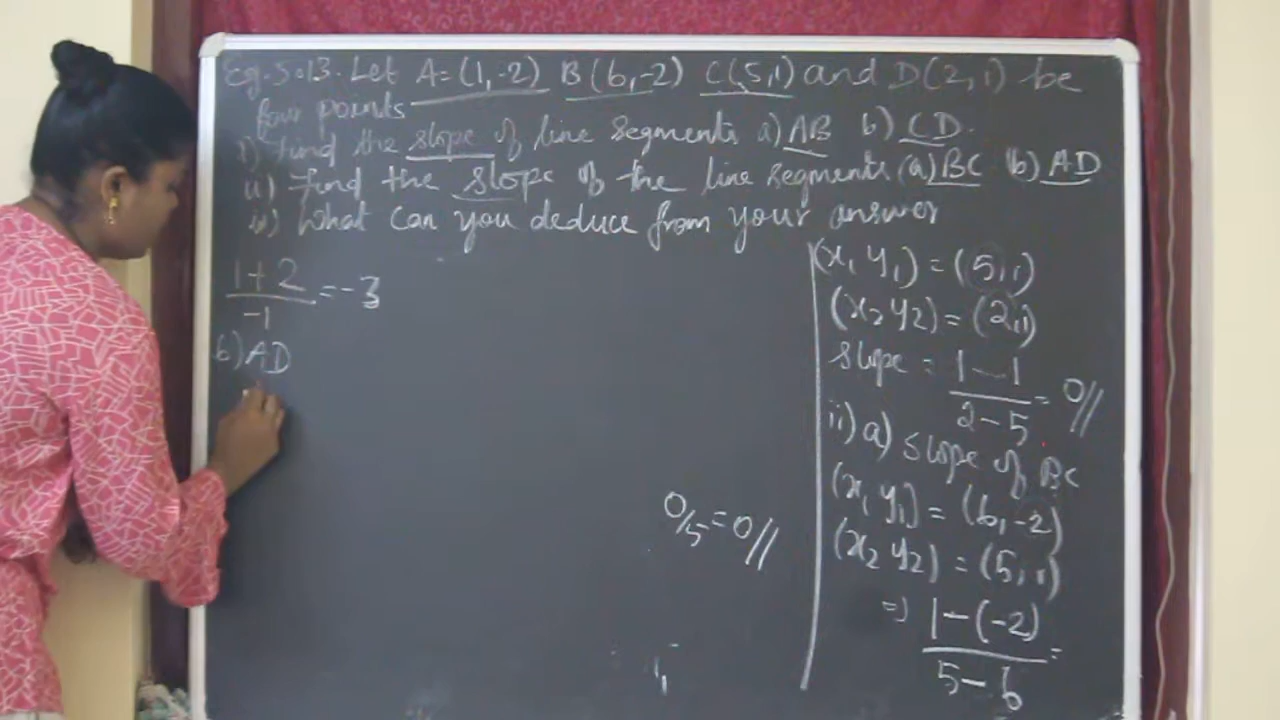 Eg. 5.13. Let A = (1, -2) B (6, -2) C (5, 1) and D (2, 1) be
four points
i) Find the slope of line segments a) AB b) CD.
ii) Find the slope of the line segments (a) BC b) AD
iii) What can you deduce from your answer
1 + 2
-1
= -3
b) AD
0/5 = 0//
(x1 y1) = (5, 1)
(x2 y2) = (2, 1)
slope = 1 - 1
2 - 5
= 0//
ii) a) slope of BC
(x1 y1) = (6, -2)
(x2 y2) = (5, 1)
=> 1 - (-2)
5 - 6
=